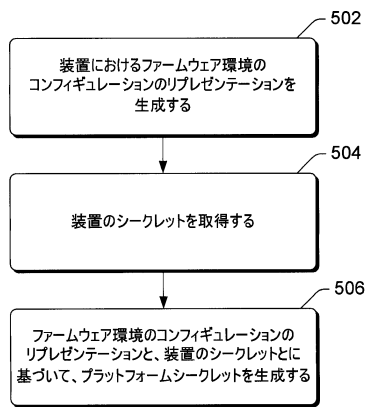 502
装置におけるファームウェア環境の
コンフィギュレーションのリプレゼンテーションを
生成する
504
装置のシークレットを取得する
506
ファームウェア環境のコンフィギュレーションの
リプレゼンテーションと、装置のシークレットとに
基づいて、プラットフォームシークレットを生成する